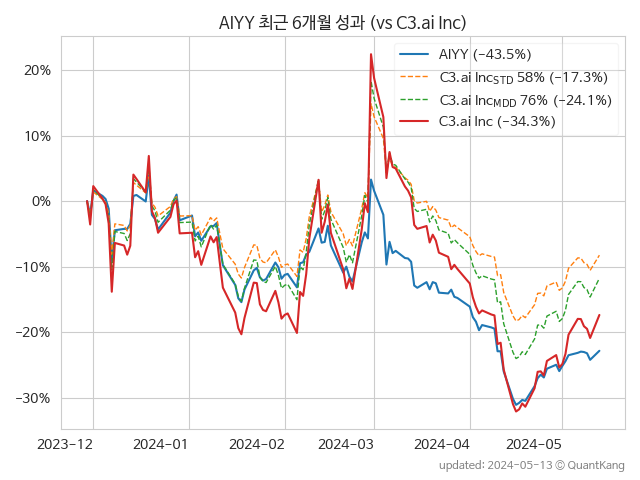 AIYY 최근 6개월 성과 (vs C3.ai Inc)
AIYY (−43.5%)
C3.ai IncSTD 58% (−17.3%)
C3.ai IncMDD 76% (−24.1%)
C3.ai Inc (−34.3%)
20%
10%
0%
−10%
−20%
−30%
2023−12
2024−01
2024−02
2024−03
2024−04
2024−05
updated: 2024−05−13 ⓒ QuantKang